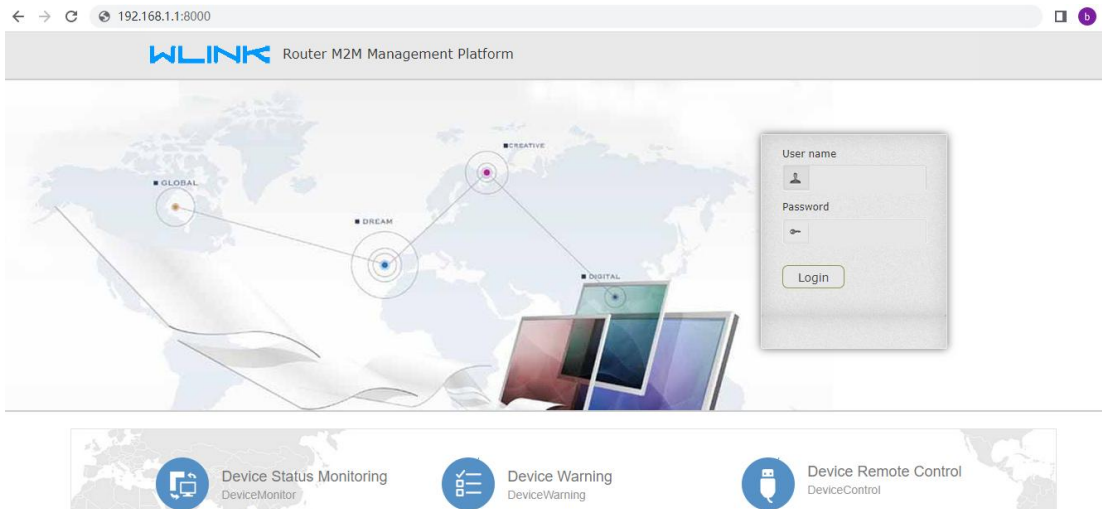 192.168.1.1:8000
b
WLINK Router M2M Management Platform
CREATIVE
User name
GLOBAL
Password
DREAM
DIGITAL
Login
Device Status Monitoring
DeviceMonitor
Device Warning
DeviceWarning
Device Remote Control
DeviceControl